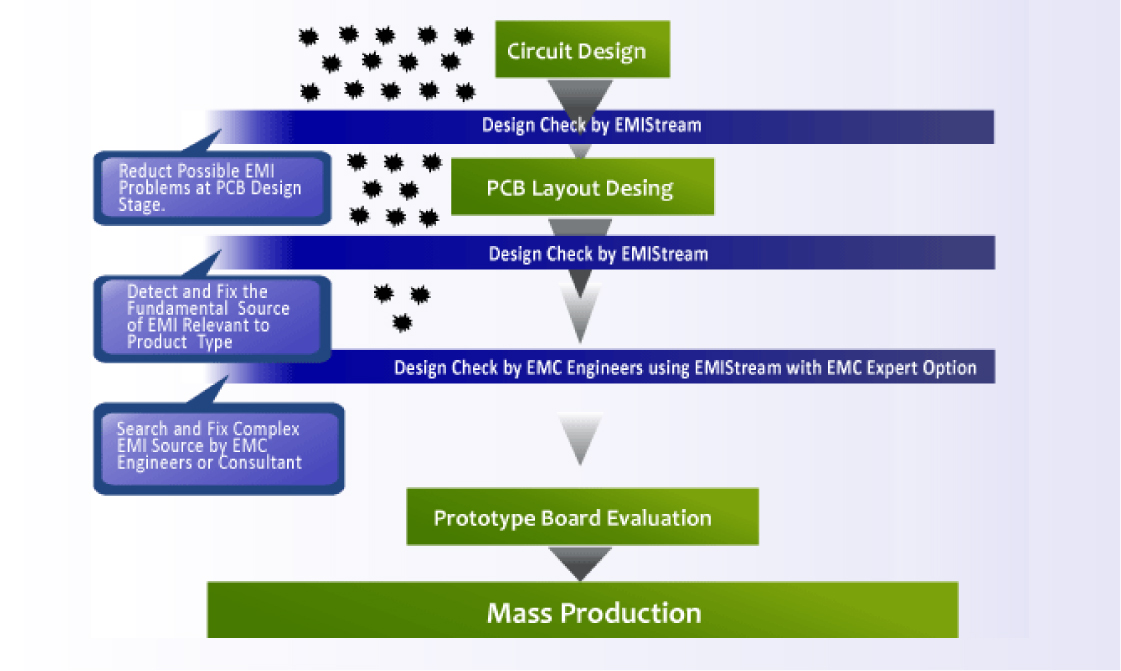 Circuit Design
Design Check by EMIStream
Reduct Possible EMI
Problems at PCB Design
Stage.
PCB Layout Desing
Design Check by EMIStream
Detect and Fix the
Fundamental Source
of EMI Relevant to
Product Type
Design Check by EMC Engineers using EMIStream with EMC Expert Option
Search and Fix Complex
EMI Source by EMC
Engineers or Consultant
Prototype Board Evaluation
Mass Production